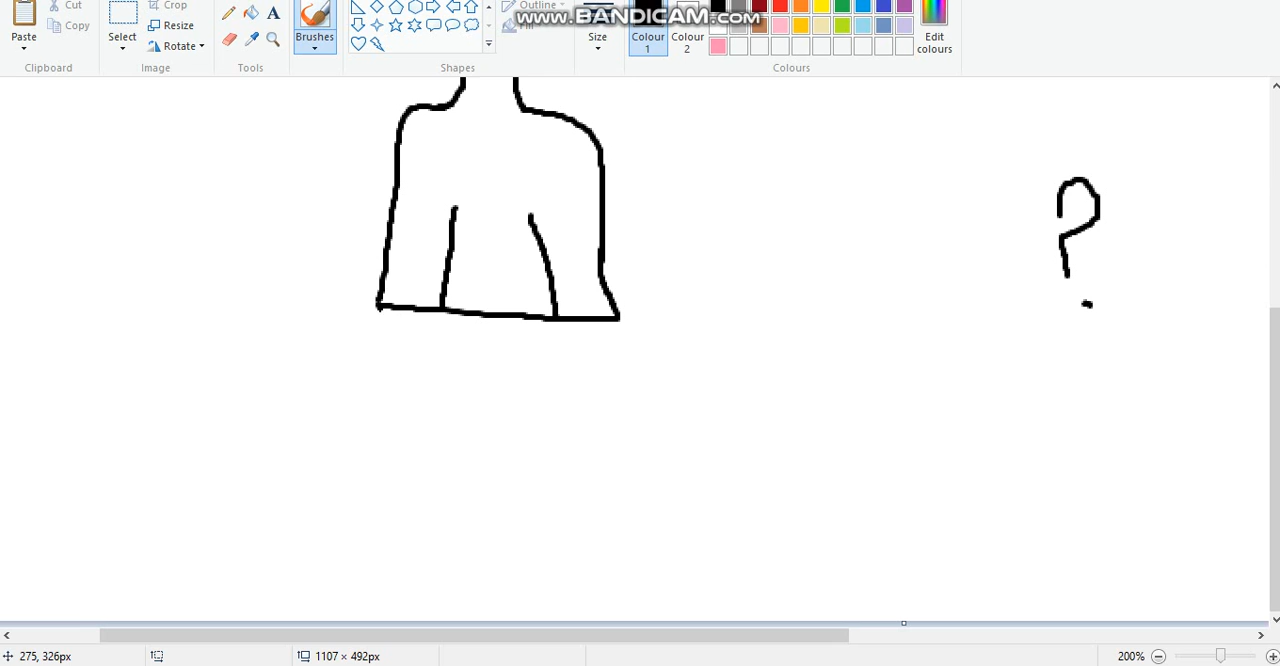 Cut
Outline
WWW.BANDICAM.COM
Paste
Copy
Select
Crop
Resize
Rotate
A
Brushes
Fill
Size
Colour 1
Colour 2
Edit colours
Clipboard
Image
Tools
Shapes
Colours
?
275, 326px
1107 × 492px
200%